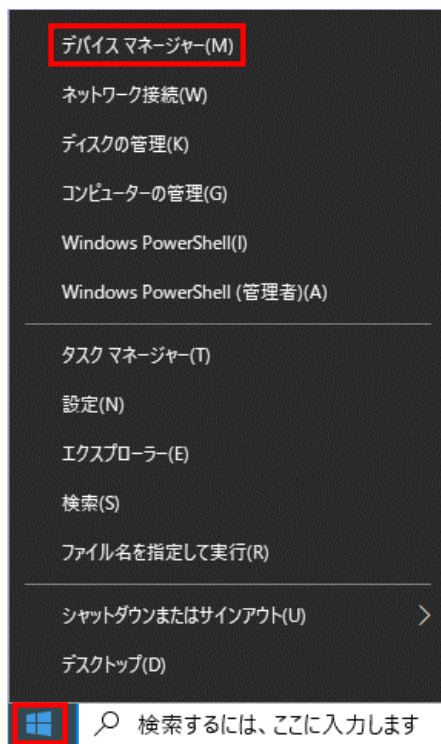 デバイス マネージャー(M)
ネットワーク接続(W)
ディスクの管理(K)
コンピューターの管理(G)
Windows PowerShell(I)
Windows PowerShell (管理者)(A)
タスク マネージャー(T)
設定(N)
エクスプローラー(E)
検索(S)
ファイル名を指定して実行(R)
シャットダウンまたはサインアウト(U)
デスクトップ(D)
検索するには、ここに入力します